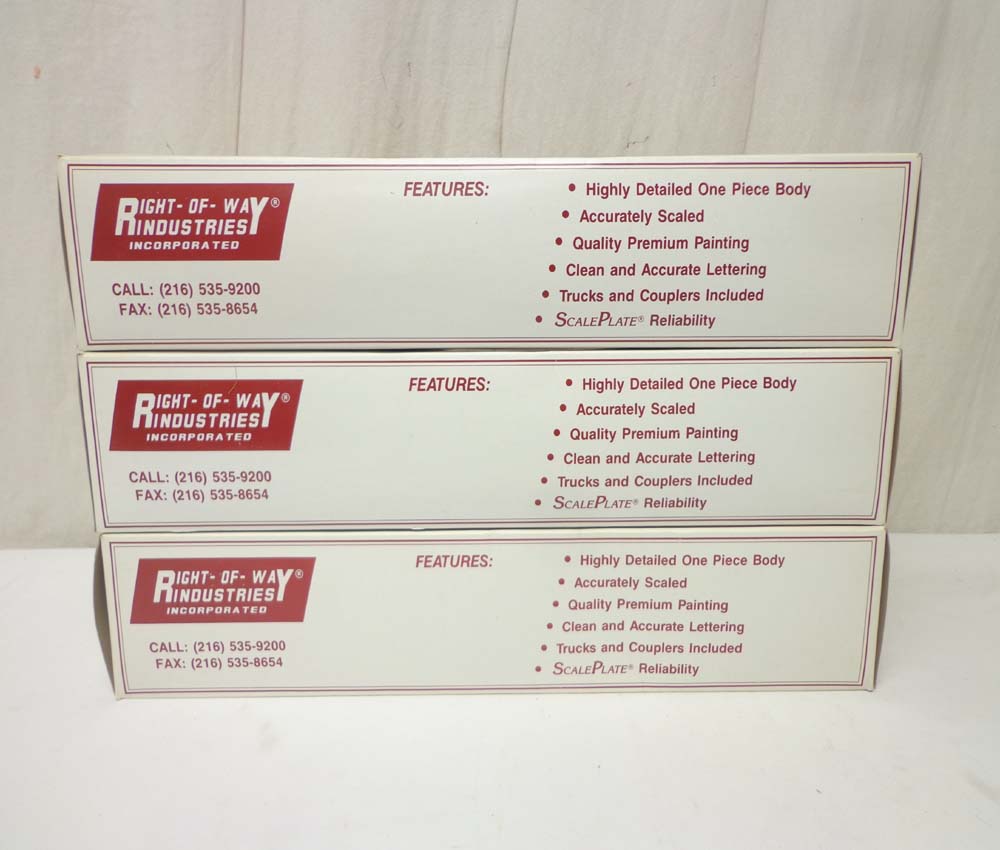 RIGHT-OF-WAY®
INDUSTRIES
INCORPORATED
CALL: (216) 535-9200
FAX: (216) 535-8654
FEATURES:
• Highly Detailed One Piece Body
• Accurately Scaled
• Quality Premium Painting
• Clean and Accurate Lettering
• Trucks and Couplers Included
• SCALEPLATE® Reliability
RIGHT-OF-WAY®
INDUSTRIES
INCORPORATED
CALL: (216) 535-9200
FAX: (216) 535-8654
FEATURES:
• Highly Detailed One Piece Body
• Accurately Scaled
• Quality Premium Painting
• Clean and Accurate Lettering
• Trucks and Couplers Included
• SCALEPLATE® Reliability
RIGHT-OF-WAY®
INDUSTRIES
INCORPORATED
CALL: (216) 535-9200
FAX: (216) 535-8654
FEATURES:
• Highly Detailed One Piece Body
• Accurately Scaled
• Quality Premium Painting
• Clean and Accurate Lettering
• Trucks and Couplers Included
• SCALEPLATE® Reliability